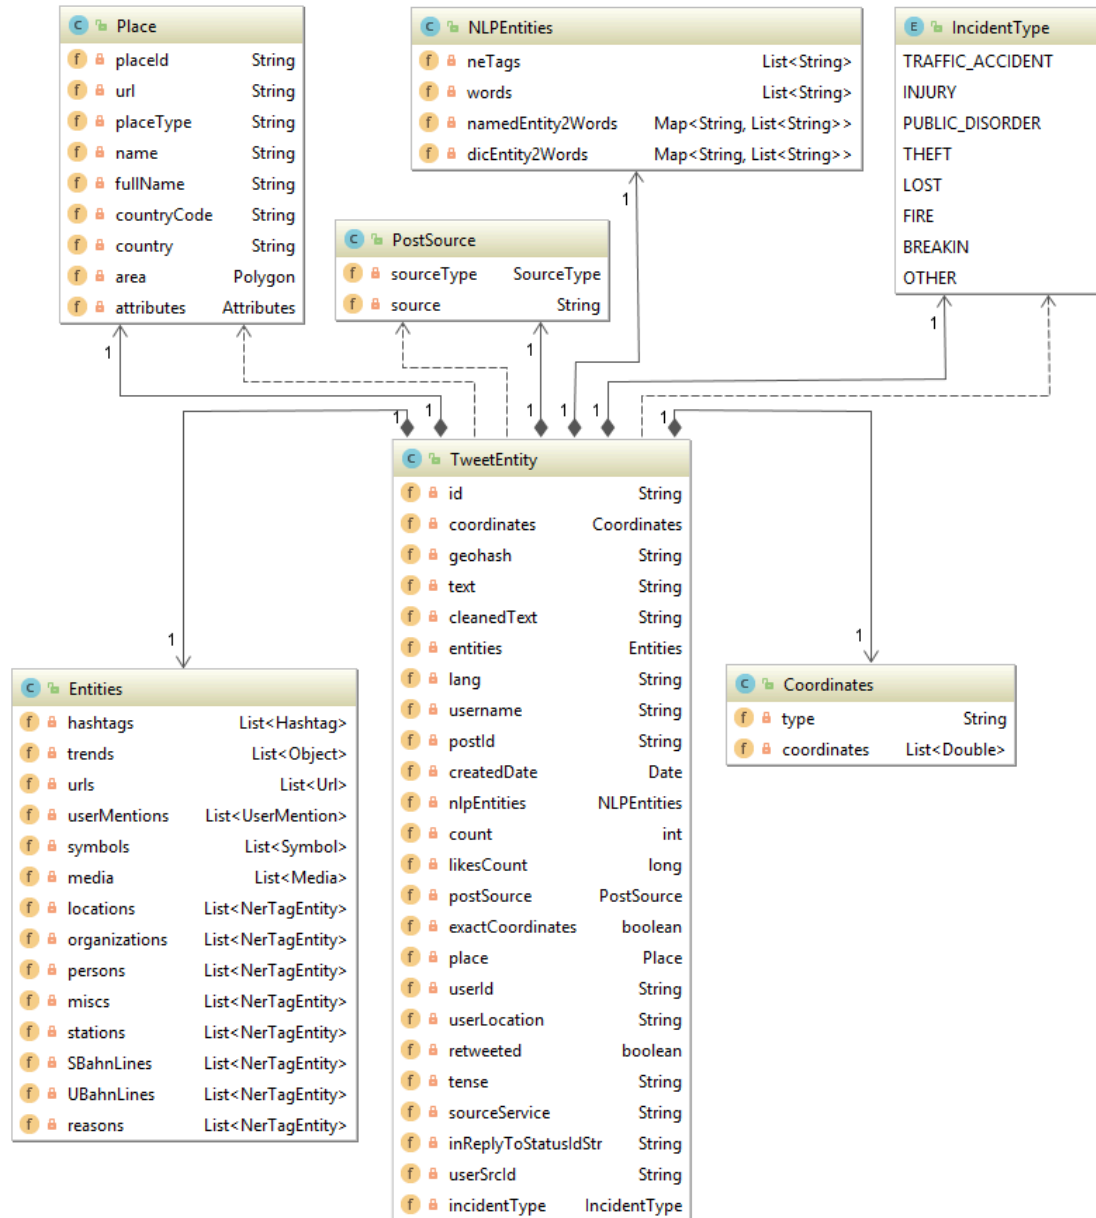 C Place
f placeId String
f url String
f placeType String
f name String
f fullName String
f countryCode String
f country String
f area Polygon
f attributes Attributes
C NLPEntities
f neTags List<String>
f words List<String>
f namedEntity2Words Map<String, List<String>>
f dicEntity2Words Map<String, List<String>>
E IncidentType
TRAFFIC_ACCIDENT
INJURY
PUBLIC_DISORDER
THEFT
LOST
FIRE
BREAKIN
OTHER
C PostSource
f sourceType SourceType
f source String
1
1
1
1
1
1
1
1
1
1
C TweetEntity
f id String
f coordinates Coordinates
f geohash String
f text String
f cleanedText String
f entities Entities
f lang String
f username String
f postId String
f createdDate Date
f nlpEntities NLPEntities
f count int
f likesCount long
f postSource PostSource
f exactCoordinates boolean
f place Place
f userId String
f userLocation String
f retweeted boolean
f tense String
f sourceService String
f inReplyToStatusIdStr String
f userSrcId String
f incidentType IncidentType
1
C Entities
f hashtags List<Hashtag>
f trends List<Object>
f urls List<Url>
f userMentions List<UserMention>
f symbols List<Symbol>
f media List<Media>
f locations List<NerTagEntity>
f organizations List<NerTagEntity>
f persons List<NerTagEntity>
f miscs List<NerTagEntity>
f stations List<NerTagEntity>
f SBahnLines List<NerTagEntity>
f UBahnLines List<NerTagEntity>
f reasons List<NerTagEntity>
1
C Coordinates
f type String
f coordinates List<Double>